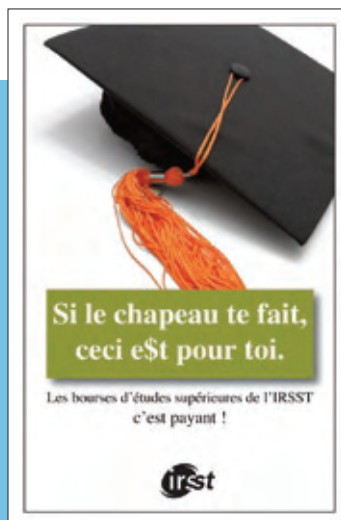 Si le chapeau te fait,
ceci e$t pour toi.
Les bourses d'études supérieures de l'IRSST
c'est payant !
irsst